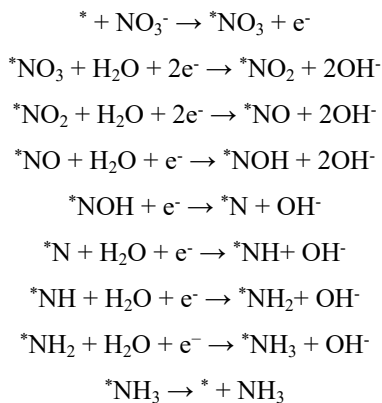 * + NO₃⁻ → *NO₃ + e⁻
*NO₃ + H₂O + 2e⁻ → *NO₂ + 2OH⁻
*NO₂ + H₂O + 2e⁻ → *NO + 2OH⁻
*NO + H₂O + e⁻ → *NOH + 2OH⁻
*NOH + e⁻ → *N + OH⁻
*N + H₂O + e⁻ → *NH+ OH⁻
*NH + H₂O + e⁻ → *NH₂+ OH⁻
*NH₂ + H₂O + e⁻ → *NH₃ + OH⁻
*NH₃ → * + NH₃